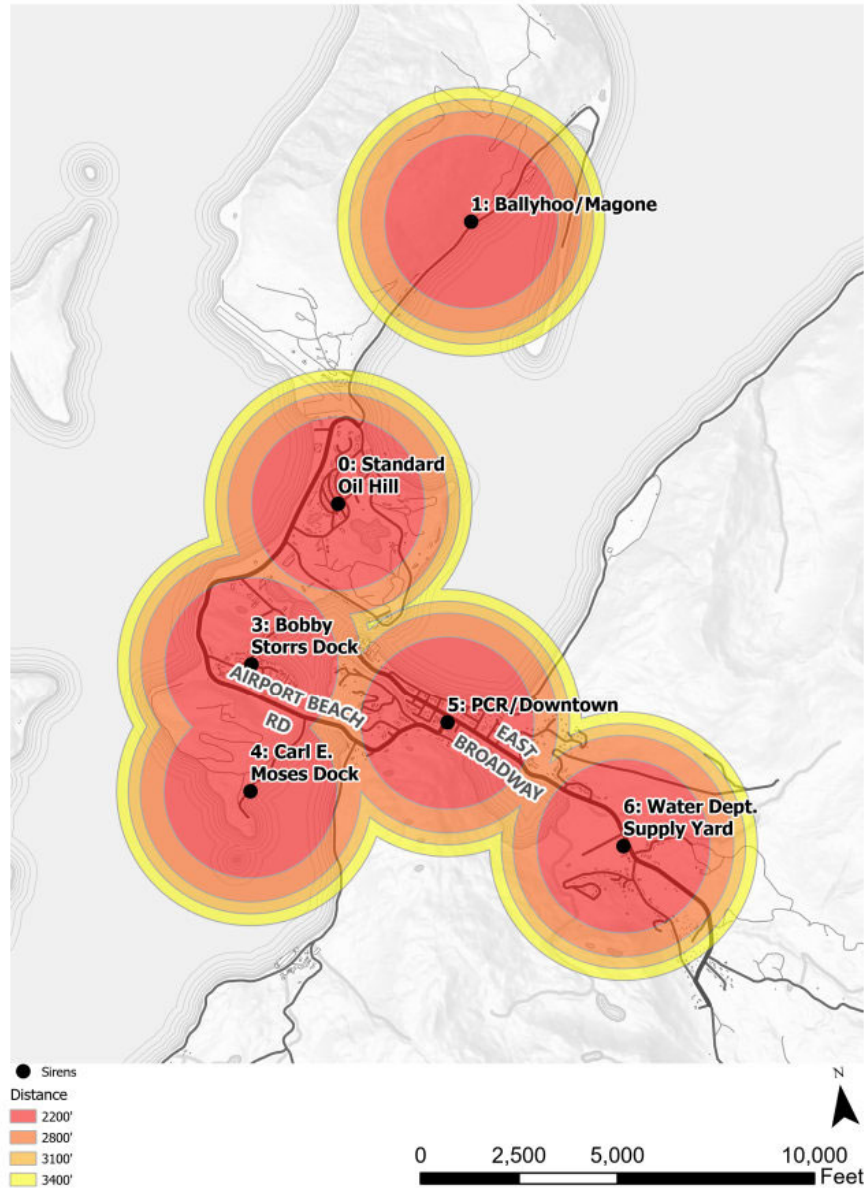 1: Ballyhoo/Magone
0: Standard
Oil Hill
3: Bobby
Storrs Dock
AIRPORT BEACH
RD
5: PCR/Downtown
EAST
BROADWAY
4: Carl E.
Moses Dock
6: Water Dept.
Supply Yard
Sirens
Distance
2200'
2800'
3100'
3400'
N
0 2,500 5,000 10,000
Feet